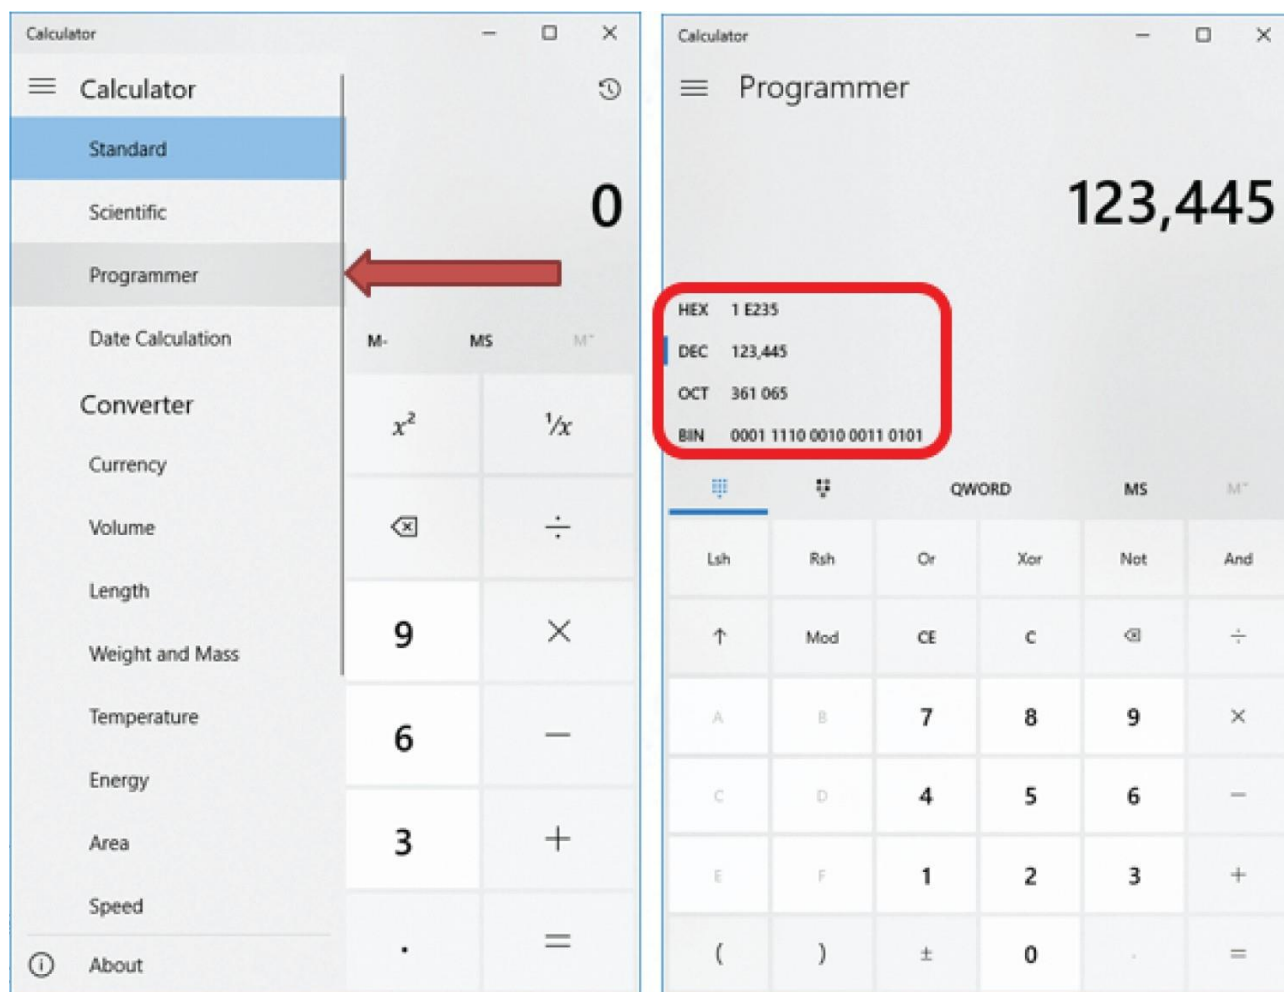 Calculator
Calculator
Standard
0
Scientific
Programmer
Date Calculation
M- MS M˅
Converter
x² ¹/x
Currency
Volume
÷
Length
9 ×
Weight and Mass
Temperature
6 −
Energy
Area
3 +
Speed
. =
About
Calculator
Programmer
123,445
HEX 1 E235
DEC 123,445
OCT 361 065
BIN 0001 1110 0010 0011 0101
QWORD MS M˅
Lsh Rsh Or Xor Not And
↑ Mod CE C ÷
A B 7 8 9 ×
C D 4 5 6 −
E F 1 2 3 +
( ) ± 0 . =